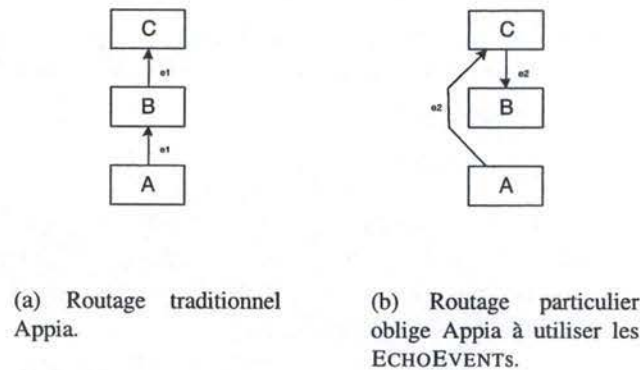 C
e1
B
e1
A
C
e2
e2
B
A
(a) Routage traditionnel
Appia.
(b) Routage particulier
oblige Appia à utiliser les
ECHOEVENTs.